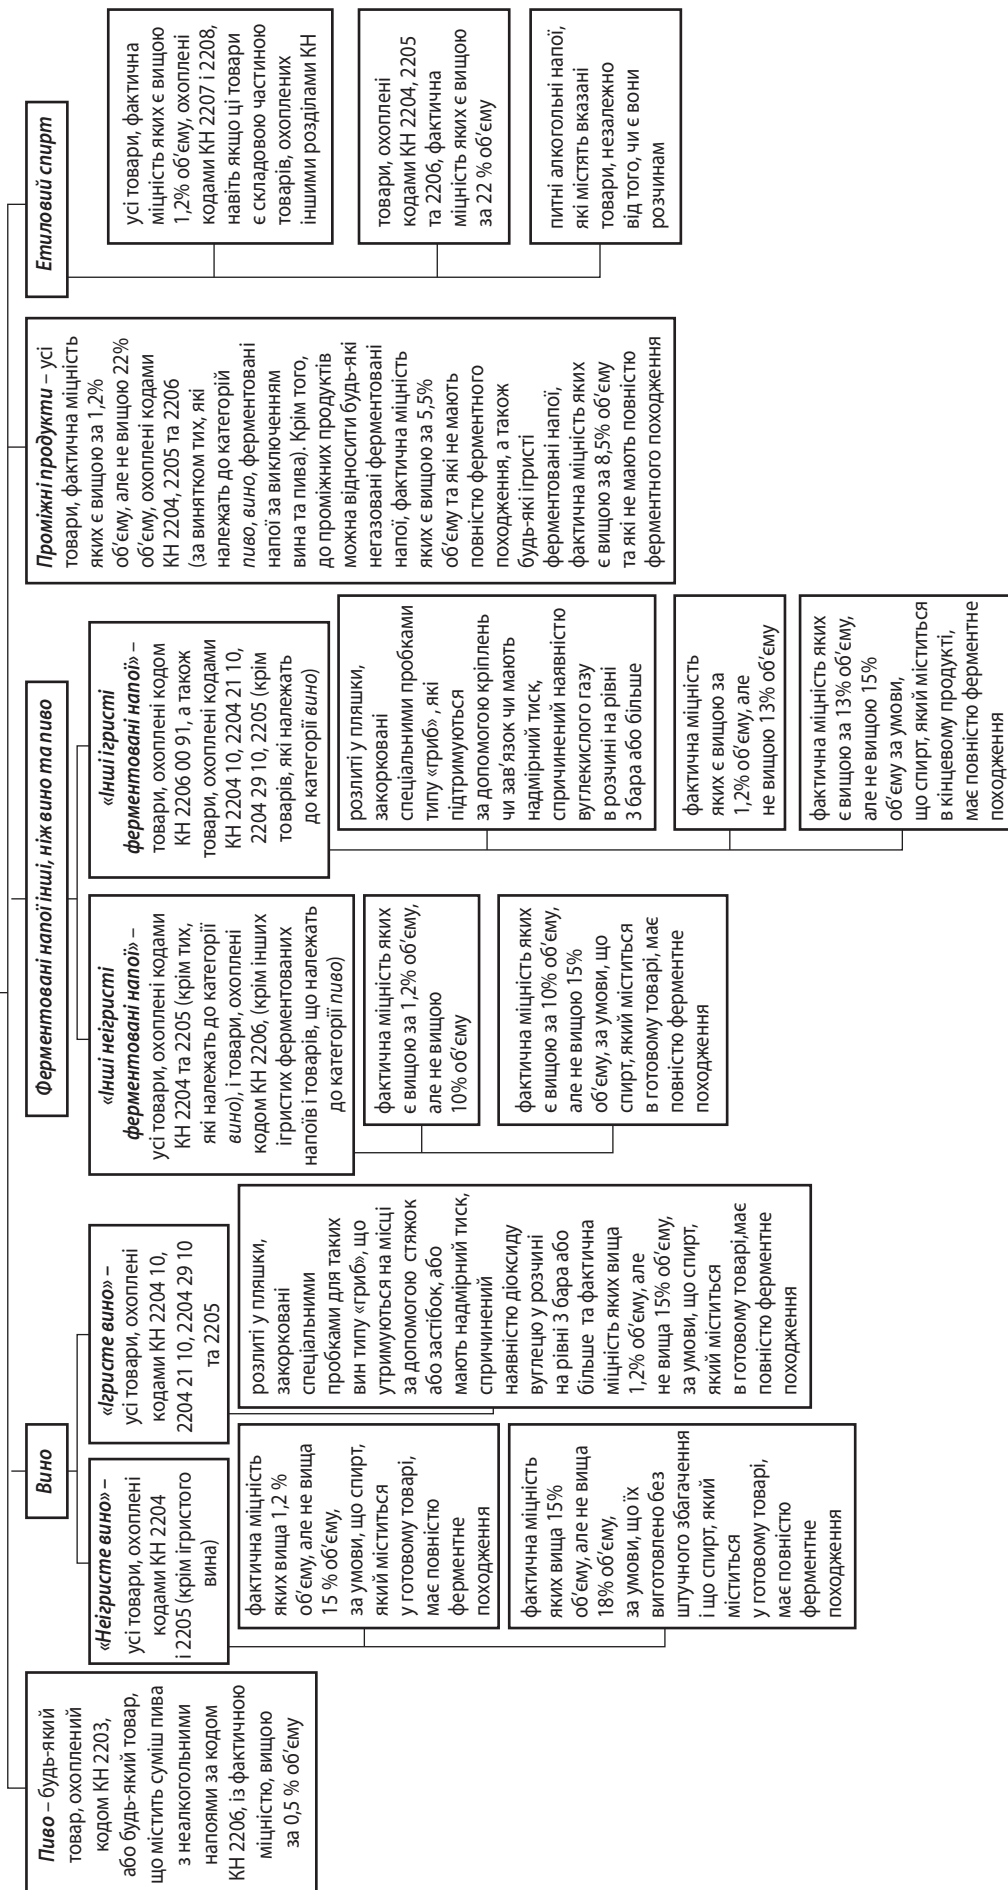 Пиво – будь-який
товар, охоплений
кодом КН 2203,
або будь-який товар,
що містить суміш пива
з неалкогольними
напоями за кодом
КН 2206, із фактичною
міцністю, вищою
за 0,5 % об'єму
Вино
«Неігристе вино» –
усі товари, охоплені
кодами КН 2204
і 2205 (крім ігристого
вина)
фактична міцність
яких вища 1,2 %
об'єму, але не вища
15 % об'єму,
за умови, що спирт,
який міститься
у готовому товарі,
має повністю
ферментне
походження
фактична міцність
яких вища 15%
об'єму, але не вища
18% об'єму,
за умови, що їх
виготовлено без
штучного збагачення
і що спирт, який
міститься
у готовому товарі,
має повністю
ферментне
походження
«Ігристе вино» –
усі товари, охоплені
кодами КН 2204 10,
2204 21 10, 2204 29 10
та 2205
розлиті у пляшки,
закорковані
спеціальними
пробками для таких
вин типу «гриб», що
утримуються на місці
за допомогою стяжок
або застібок, або
мають надмірний тиск,
спричинений
наявністю діоксиду
вуглецю у розчині
на рівні 3 бара або
більше та фактична
міцність яких вища
1,2% об'єму, але
не вища 15% об'єму,
за умови, що спирт,
який міститься
в готовому товарі,має
повністю ферментне
походження
Ферментовані напої інші, ніж вино та пиво
«Інші неігристі
ферментовані напої» –
усі товари, охоплені кодами
КН 2204 та 2205 (крім тих,
які належать до категорії
вино), і товари, охоплені
кодом КН 2206, (крім інших
ігристих ферментованих
напоїв і товарів, що належать
до категорії пиво)
фактична міцність яких
є вищою за 1,2% об'єму,
але не вищою
10% об'єму
фактична міцність яких
є вищою за 10% об'єму,
але не вищою 15%
об'єму, за умови, що
спирт, який міститься
в готовому товарі, має
повністю ферментне
походження
«Інші ігристі
ферментовані напої» –
товари, охоплені кодом
КН 2206 00 91, а також
товари, охоплені кодами
КН 2204 10, 2204 21 10,
2204 29 10, 2205 (крім
товарів, які належать
до категорії вино)
розлиті у пляшки,
закорковані
спеціальними пробками
типу «гриб» , які
підтримуються
за допомогою кріплень
чи зав'язок чи мають
надмірний тиск,
спричинений наявністю
вуглекислого газу
в розчині на рівні
3 бара або більше
фактична міцність
яких є вищою за
1,2% об'єму, але
не вищою 13% об'єму
фактична міцність яких
є вищою за 13% об'єму,
але не вищою 15%
об'єму за умови,
що спирт, який міститься
в кінцевому продукті,
має повністю ферментне
походження
Проміжні продукти – усі
товари, фактична міцність
яких є вищою за 1,2%
об'єму, але не вищою 22%
об'єму, охоплені кодами
КН 2204, 2205 та 2206
(за винятком тих, які
належать до категорій
пиво, вино, ферментовані
напої за виключенням
вина та пива). Крім того,
до проміжних продуктів
можна відносити будь-які
негазовані ферментовані
напої, фактична міцність
яких є вищою за 5,5%
об'єму та які не мають
повністю ферментного
походження, а також
будь-які ігристі
ферментовані напої,
фактична міцність яких
є вищою за 8,5% об'єму
та які не мають повністю
ферментного походження
Етиловий спирт
усі товари, фактична
міцність яких є вищою
1,2% об'єму, охоплені
кодами КН 2207 і 2208,
навіть якщо ці товари
є складовою частиною
товарів, охоплених
іншими розділами КН
товари, охоплені
кодами КН 2204, 2205
та 2206, фактична
міцність яких є вищою
за 22 % об'єму
питні алкогольні напої,
які містять вказані
товари, незалежно
від того, чи є вони
розчинам